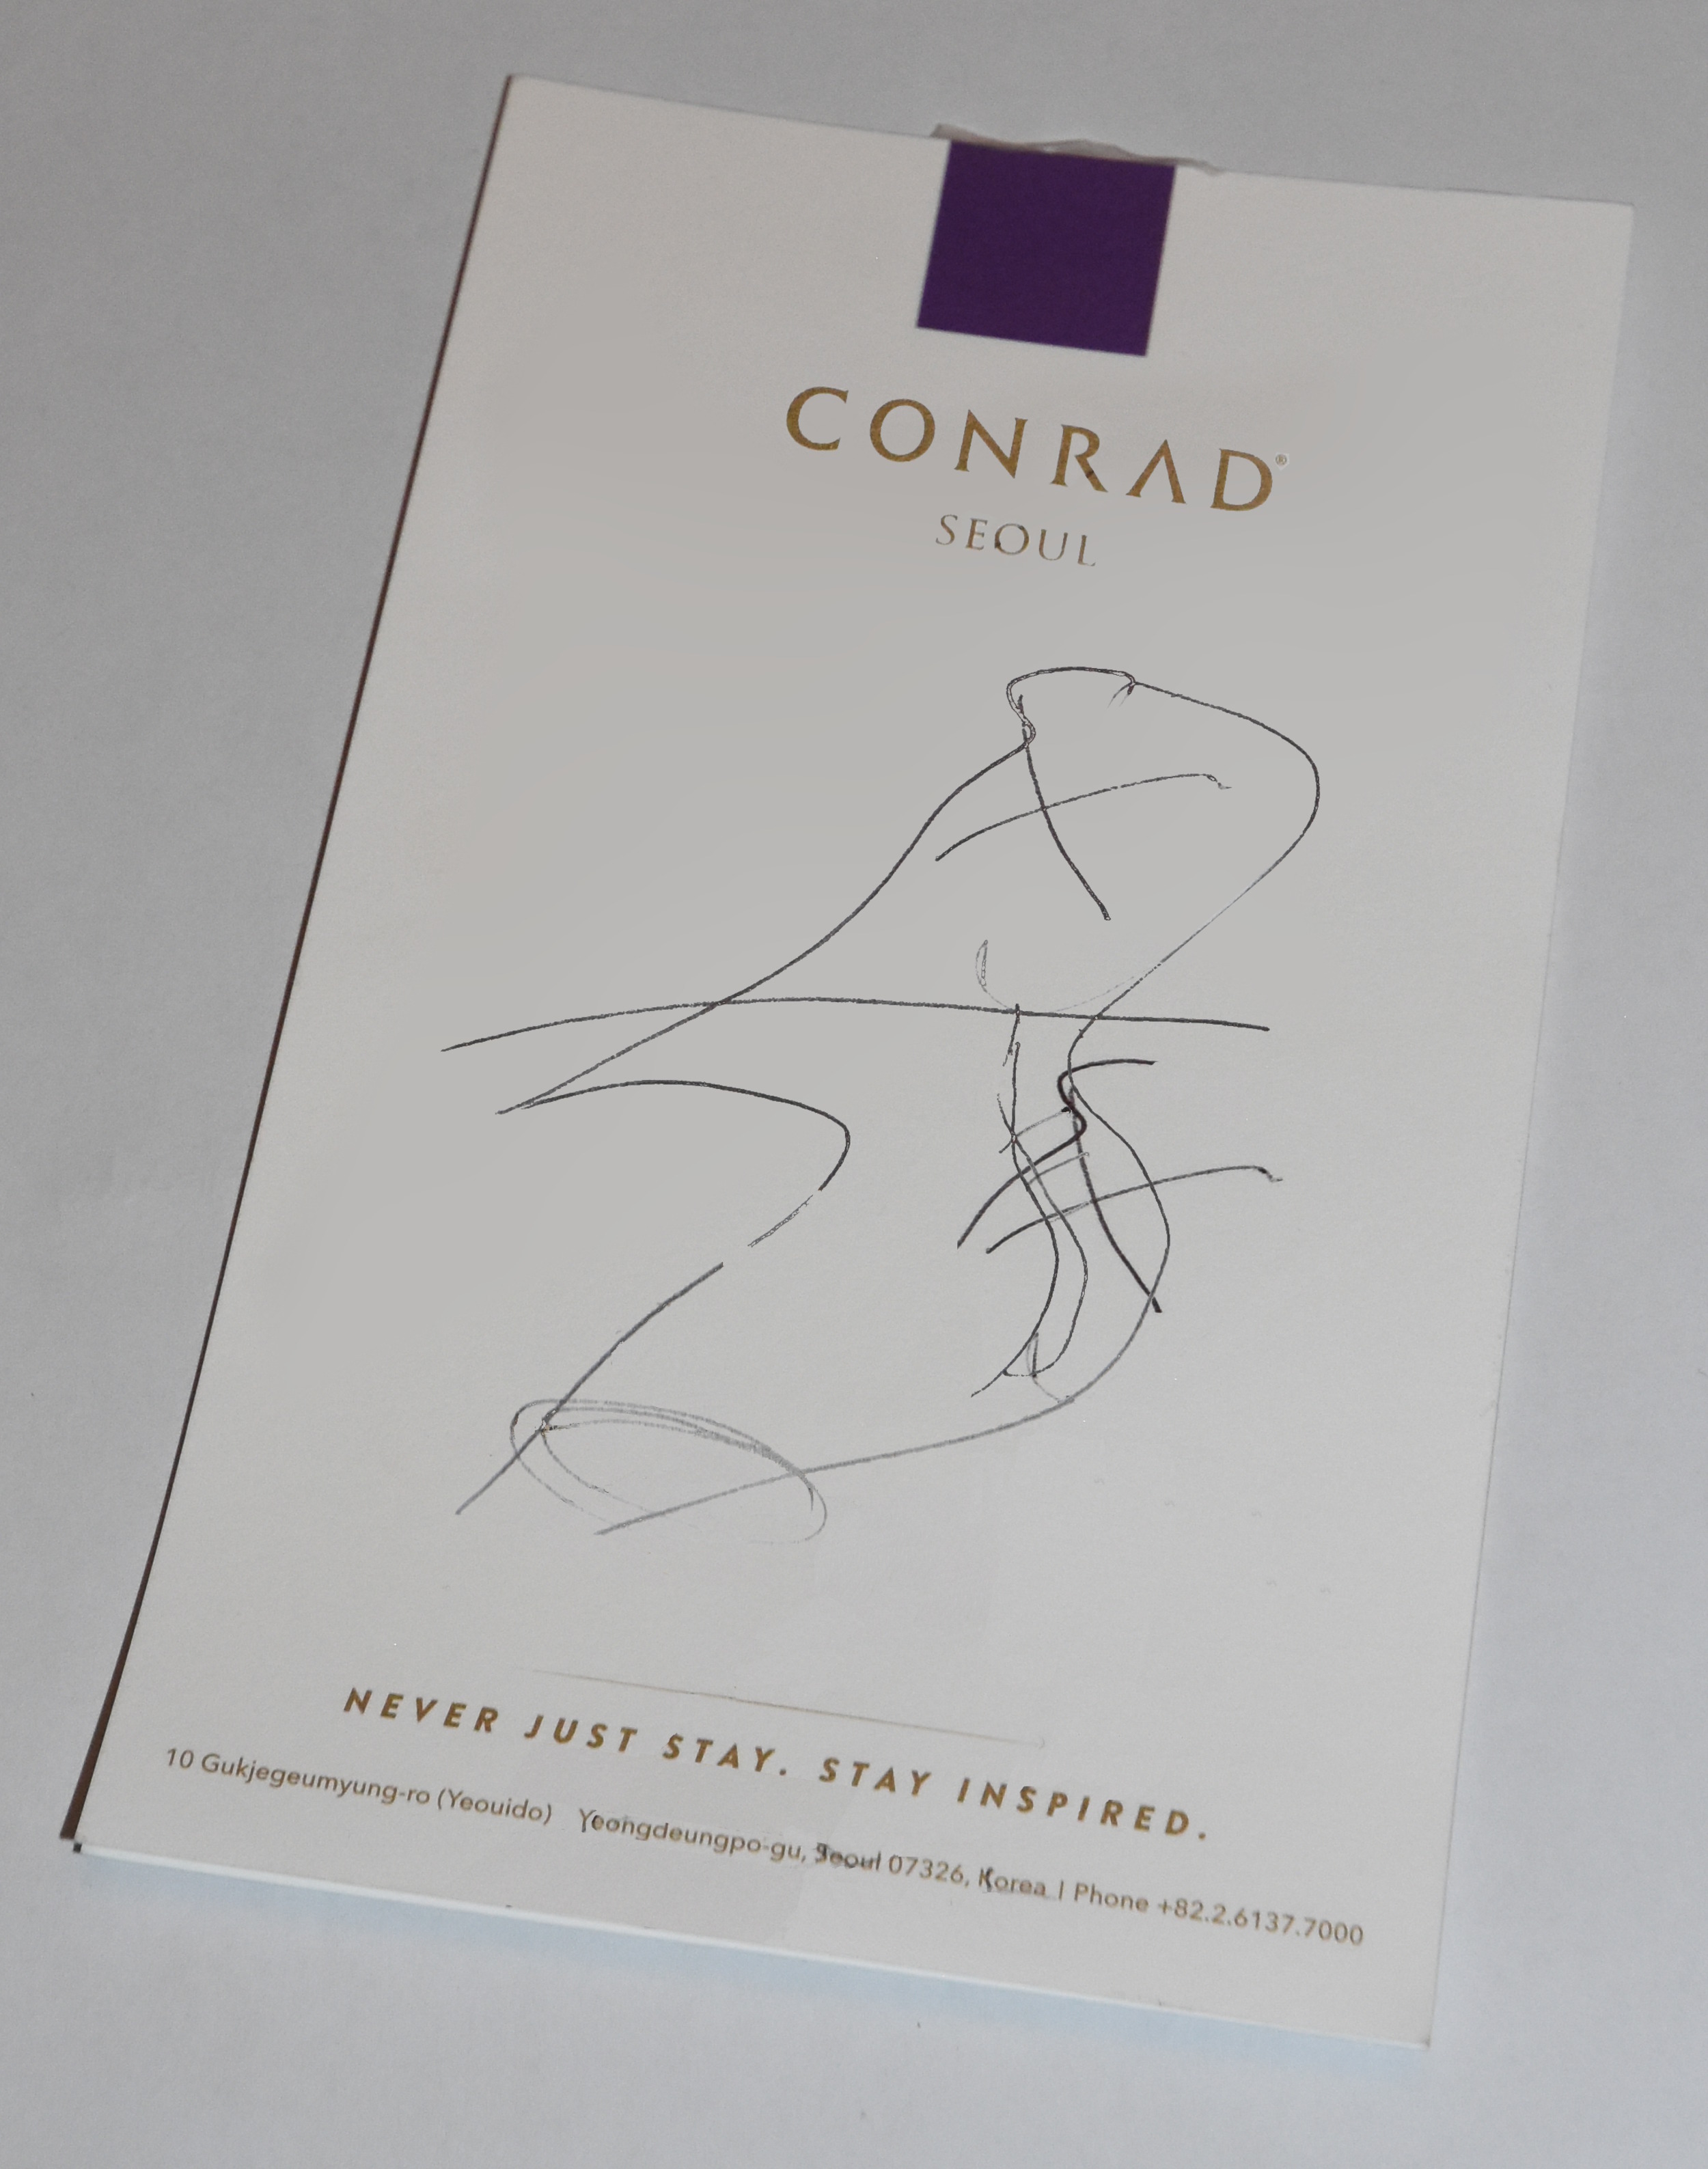 CONRAD®
SEOUL
NEVER JUST STAY. STAY INSPIRED.
10 Gukjegeumyung-ro (Yeouido) Yeongdeungpo-gu, Seoul 07326, Korea | Phone +82.2.6137.7000